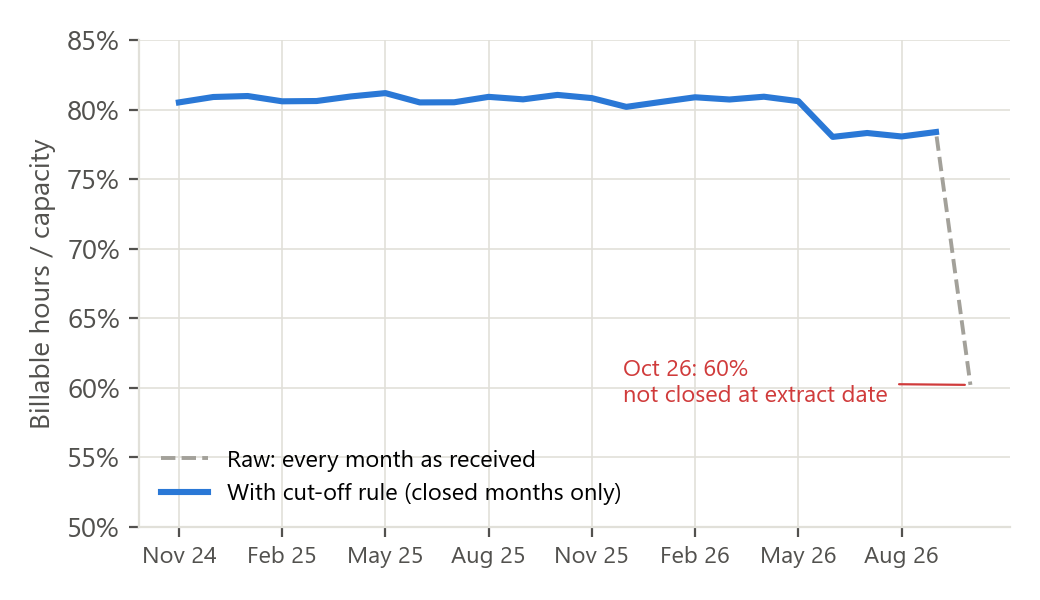 85%
80%
75%
70%
65%
60%
55%
50%
Billable hours / capacity
Oct 26: 60%
not closed at extract date
Raw: every month as received
With cut-off rule (closed months only)
Nov 24
Feb 25
May 25
Aug 25
Nov 25
Feb 26
May 26
Aug 26